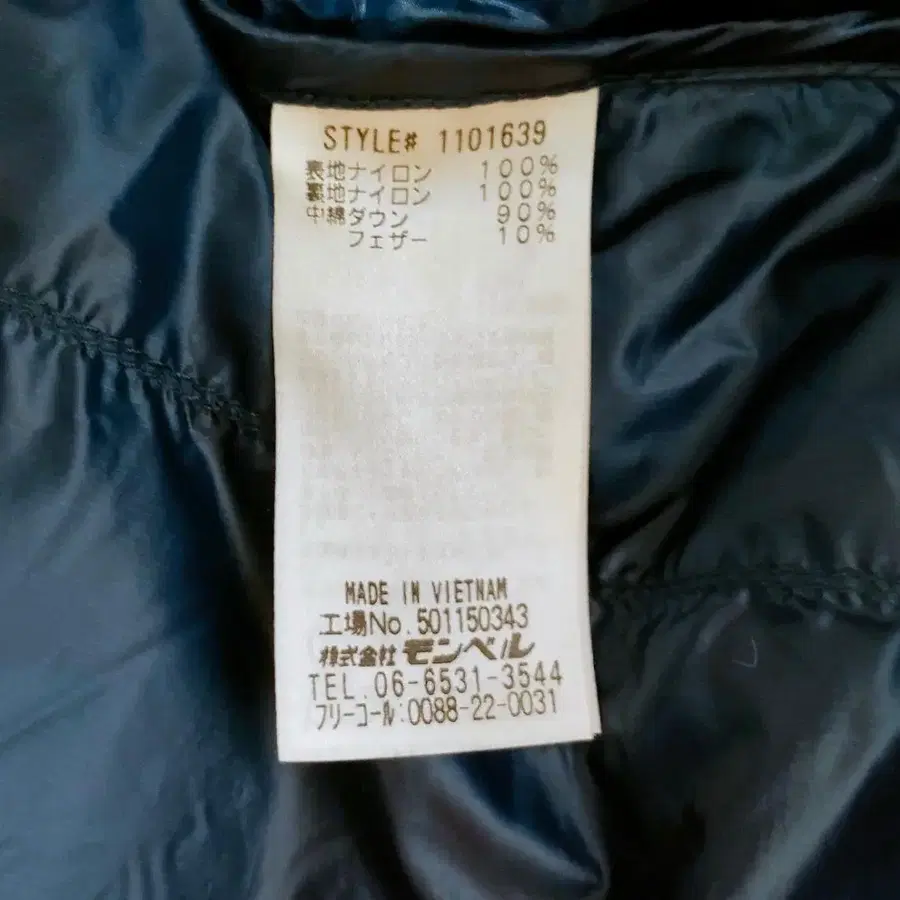 STYLE# 1101639
表地ナイロン 100%
裏地ナイロン 100%
中綿ダウン 90%
フェザー 10%
MADE IN VIETNAM
工場No.501150343
株式会社 モンベル
TEL.06-6531-3544
フリーコール:0088-22-0031